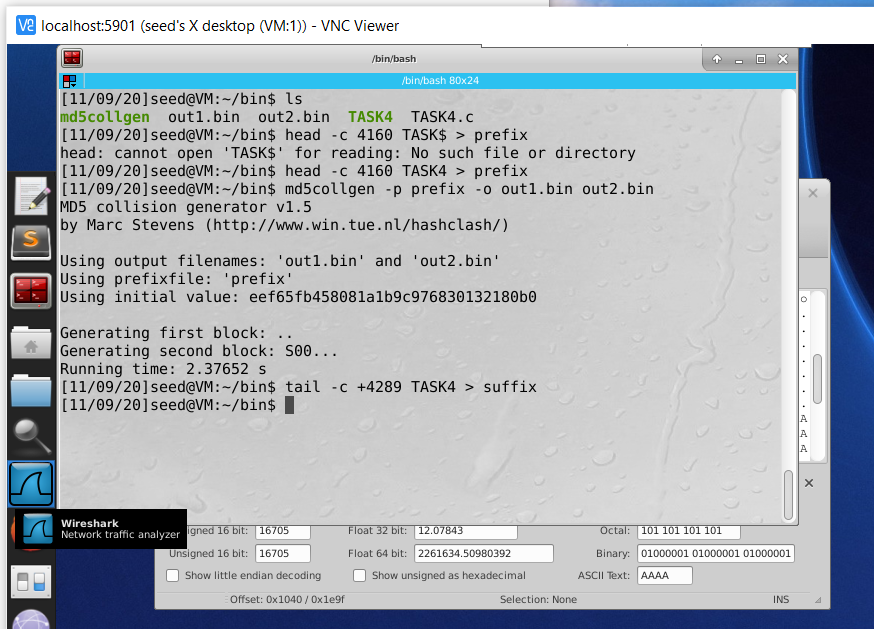 localhost:5901 (seed's X desktop (VM:1)) - VNC Viewer
/bin/bash
/bin/bash 80x24
[11/09/20]seed@VM:~/bin$ ls
md5collgen  out1.bin  out2.bin  TASK4  TASK4.c
[11/09/20]seed@VM:~/bin$ head -c 4160 TASK$ > prefix
head: cannot open 'TASK$' for reading: No such file or directory
[11/09/20]seed@VM:~/bin$ head -c 4160 TASK4 > prefix
[11/09/20]seed@VM:~/bin$ md5collgen -p prefix -o out1.bin out2.bin
MD5 collision generator v1.5
by Marc Stevens (http://www.win.tue.nl/hashclash/)
Using output filenames: 'out1.bin' and 'out2.bin'
Using prefixfile: 'prefix'
Using initial value: eef65fb458081a1b9c976830132180b0
Generating first block: ..
Generating second block: S00...
Running time: 2.37652 s
[11/09/20]seed@VM:~/bin$ tail -c +4289 TASK4 > suffix
[11/09/20]seed@VM:~/bin$
o
.
.
.
.
.
.
.
A
A
A
Wireshark
Network traffic analyzer
signed 16 bit: 16705 Float 32 bit: 12.07843 Octal: 101 101 101 101
Unsigned 16 bit: 16705 Float 64 bit: 2261634.50980392 Binary: 01000001 01000001 01000001
Show little endian decoding Show unsigned as hexadecimal ASCII Text: AAAA
Offset: 0x1040 / 0x1e9f Selection: None INS